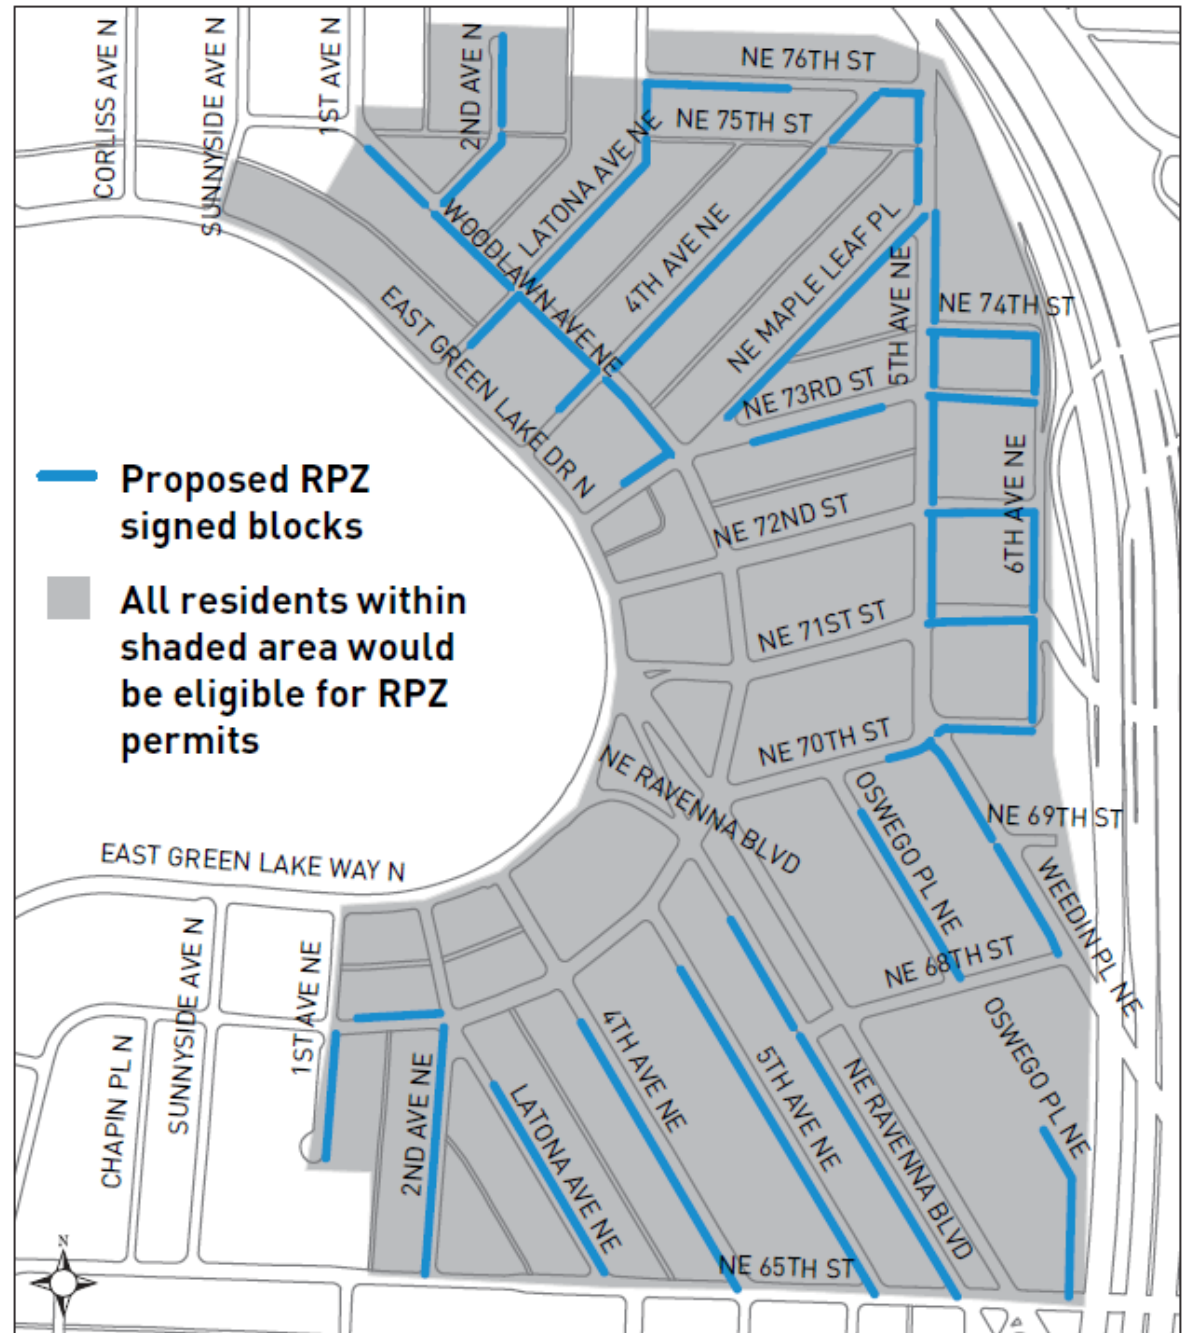 CORLISS AVE N
SUNNYSIDE AVE N
1ST AVE N
2ND AVE N
NE 76TH ST
NE 75TH ST
LATONA AVE NE
WOODLAWN AVE NE
4TH AVE NE
NE MAPLE LEAF PL
5TH AVE NE
NE 74TH ST
EAST GREEN LAKE DR N
NE 73RD ST
6TH AVE NE
NE 72ND ST
Proposed RPZ
signed blocks
All residents within
shaded area would
be eligible for RPZ
permits
NE 71ST ST
NE 70TH ST
NE RAVENNA BLVD
OSWEGO PL NE
NE 69TH ST
WEEDIN PL NE
EAST GREEN LAKE WAY N
NE 68TH ST
SUNNYSIDE AVE N
1ST AVE NE
CHAPIN PL N
2ND AVE NE
LATONA AVE NE
4TH AVE NE
5TH AVE NE
NE RAVENNA BLVD
OSWEGO PL NE
NE 65TH ST
N